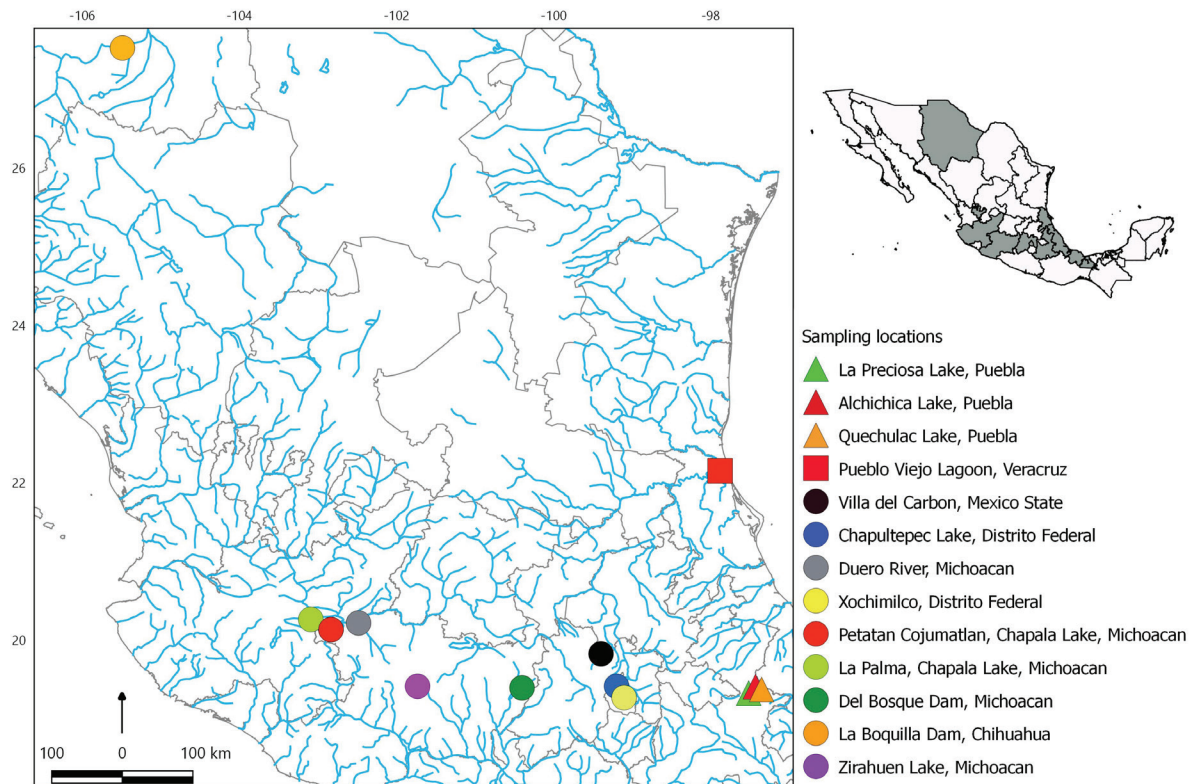 -106 -104 -102 -100 -98
26
24
22
20
100 0 100 km
Sampling locations
La Preciosa Lake, Puebla
Alchichica Lake, Puebla
Quechulac Lake, Puebla
Pueblo Viejo Lagoon, Veracruz
Villa del Carbon, Mexico State
Chapultepec Lake, Distrito Federal
Duero River, Michoacan
Xochimilco, Distrito Federal
Petatan Cojumatlan, Chapala Lake, Michoacan
La Palma, Chapala Lake, Michoacan
Del Bosque Dam, Michoacan
La Boquilla Dam, Chihuahua
Zirahuen Lake, Michoacan